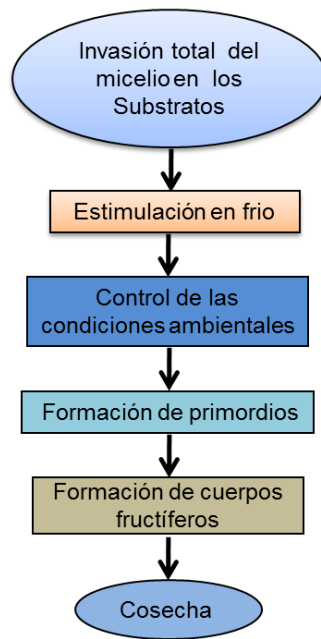 Invasión total del
micelio en los
Substratos
Estimulación en frio
Control de las
condiciones ambientales
Formación de primordios
Formación de cuerpos
fructíferos
Cosecha